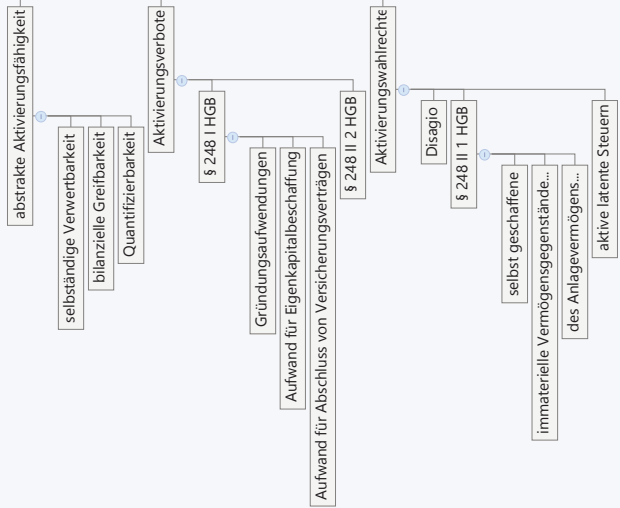 abstrakte Aktivierungsfähigkeit
selbständige Verwertbarkeit
bilanzielle Greifbarkeit
Quantifizierbarkeit
Aktivierungsverbote
§ 248 I HGB
Gründungsaufwendungen
Aufwand für Eigenkapitalbeschaffung
Aufwand für Abschluss von Versicherungsverträgen
§ 248 II 2 HGB
Aktivierungswahlrechte
Disagio
§ 248 II 1 HGB
selbst geschaffene
immaterielle Vermögensgegenstände...
des Anlagevermögens...
aktive latente Steuern